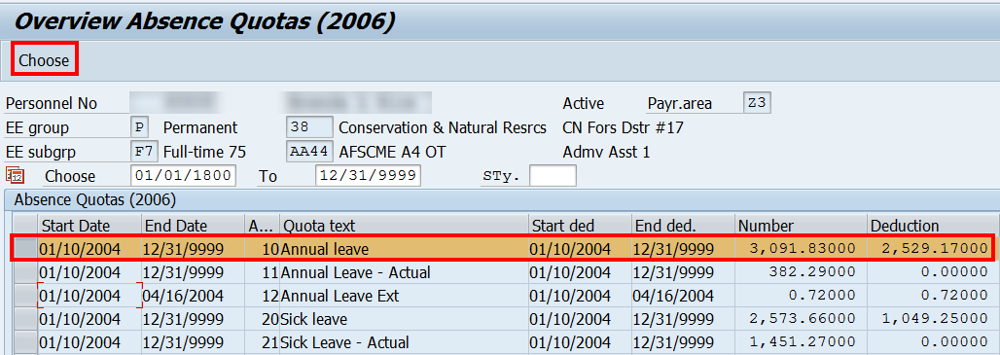 Overview Absence Quotas (2006)
Choose
Personnel No Active Payr.area Z3
EE group P Permanent 38 Conservation & Natural Resrcs CN Fors Dstr #17
EE subgrp F7 Full-time 75 AA44 AFSCME A4 OT Admv Asst 1
Choose 01/01/1800 To 12/31/9999 STy.
Absence Quotas (2006)
Start Date End Date A... Quota text Start ded End ded. Number Deduction
01/10/2004 12/31/9999 10 Annual leave 01/10/2004 12/31/9999 3,091.83000 2,529.17000
01/10/2004 12/31/9999 11 Annual Leave - Actual 01/10/2004 12/31/9999 382.29000 0.00000
01/10/2004 04/16/2004 12 Annual Leave Ext 01/10/2004 04/16/2004 0.72000 0.72000
01/10/2004 12/31/9999 20 Sick leave 01/10/2004 12/31/9999 2,573.66000 1,049.25000
01/10/2004 12/31/9999 21 Sick Leave - Actual 01/10/2004 12/31/9999 1,451.27000 0.00000